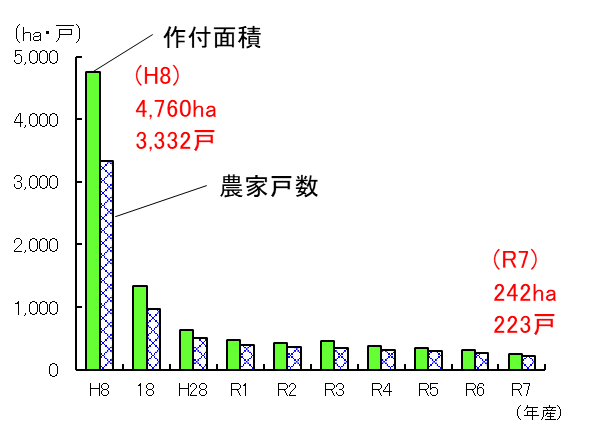 (ha・戸)
作付面積
5,000
(H8)
4,760ha
3,332戸
4,000
3,000
農家戸数
2,000
(R7)
242ha
223戸
1,000
0
H8 18 H28 R1 R2 R3 R4 R5 R6 R7
(年産)